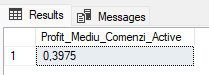 Results Messages
Profit_Mediu_Comenzi_Active
1 0,3975